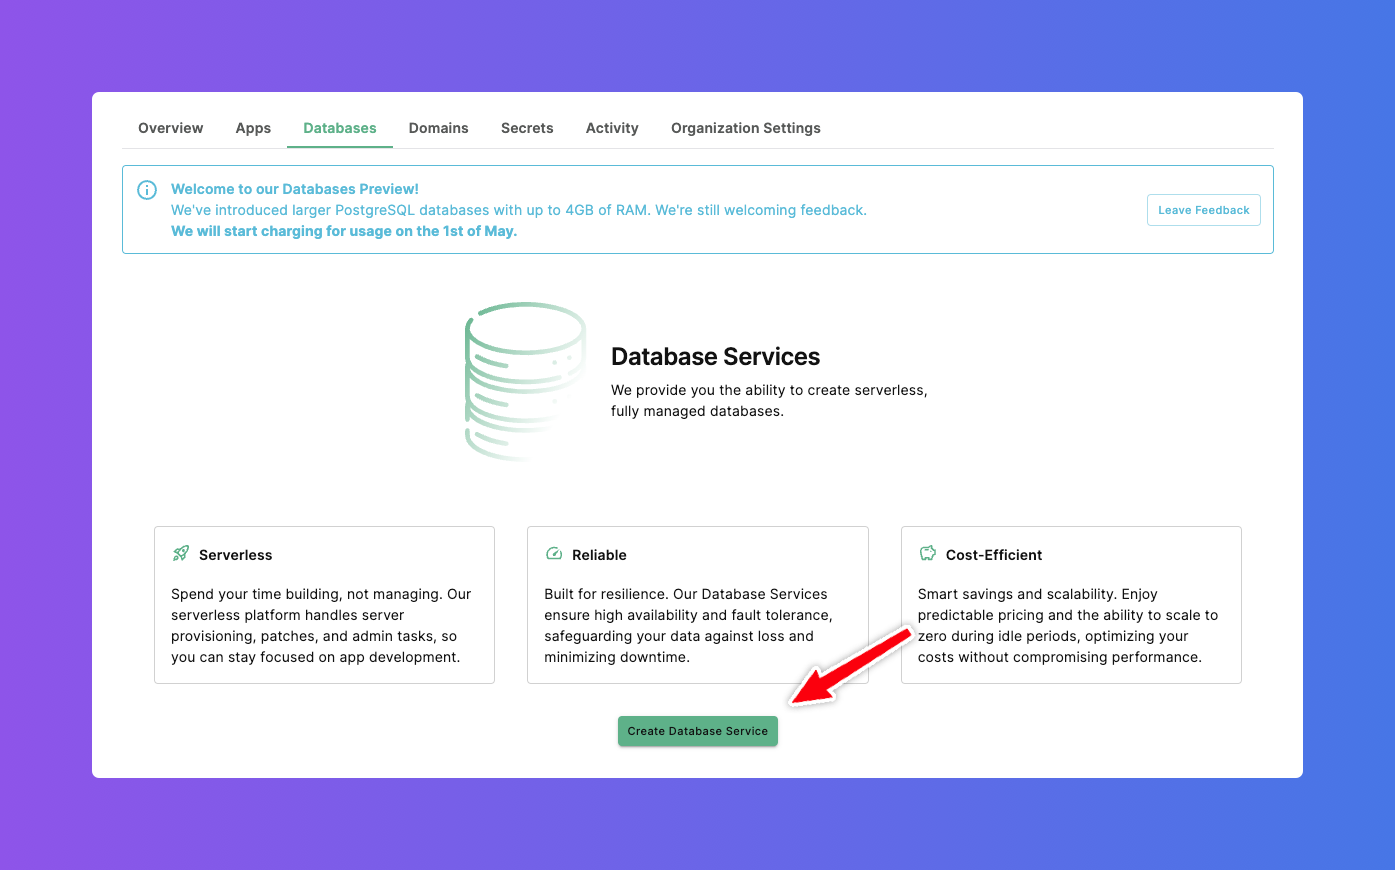 Overview Apps Databases Domains Secrets Activity Organization Settings
Welcome to our Databases Preview!
We've introduced larger PostgreSQL databases with up to 4GB of RAM. We're still welcoming feedback.
We will start charging for usage on the 1st of May.
Leave Feedback
Database Services
We provide you the ability to create serverless,
fully managed databases.
Serverless
Spend your time building, not managing. Our
serverless platform handles server
provisioning, patches, and admin tasks, so
you can stay focused on app development.
Reliable
Built for resilience. Our Database Services
ensure high availability and fault tolerance,
safeguarding your data against loss and
minimizing downtime.
Cost-Efficient
Smart savings and scalability. Enjoy
predictable pricing and the ability to scale to
zero during idle periods, optimizing your
costs without compromising performance.
Create Database Service